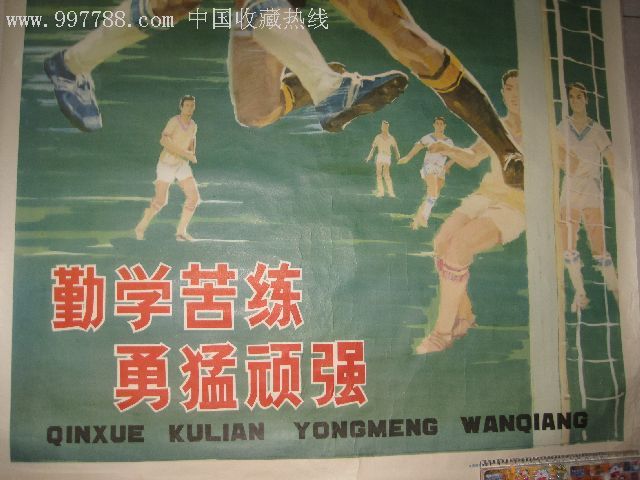 www.997788.com 中国收藏热线
勤学苦练
勇猛顽强
QINXUE KULIAN YONGMENG WANQIANG